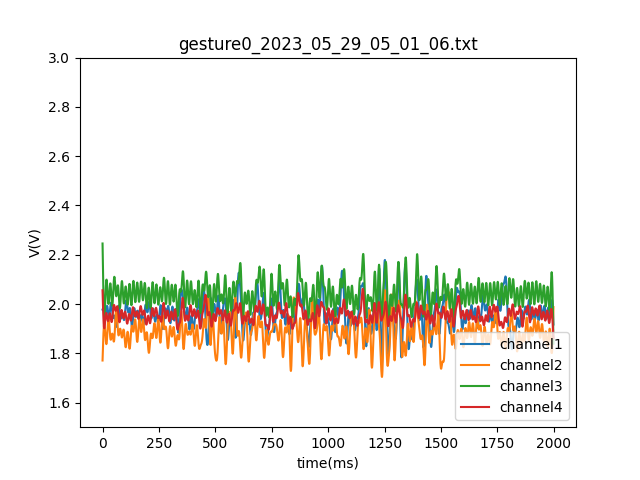 gesture0_2023_05_29_05_01_06.txt
V(V)
3.0
2.8
2.6
2.4
2.2
2.0
1.8
1.6
channel1
channel2
channel3
channel4
0 250 500 750 1000 1250 1500 1750 2000
time(ms)